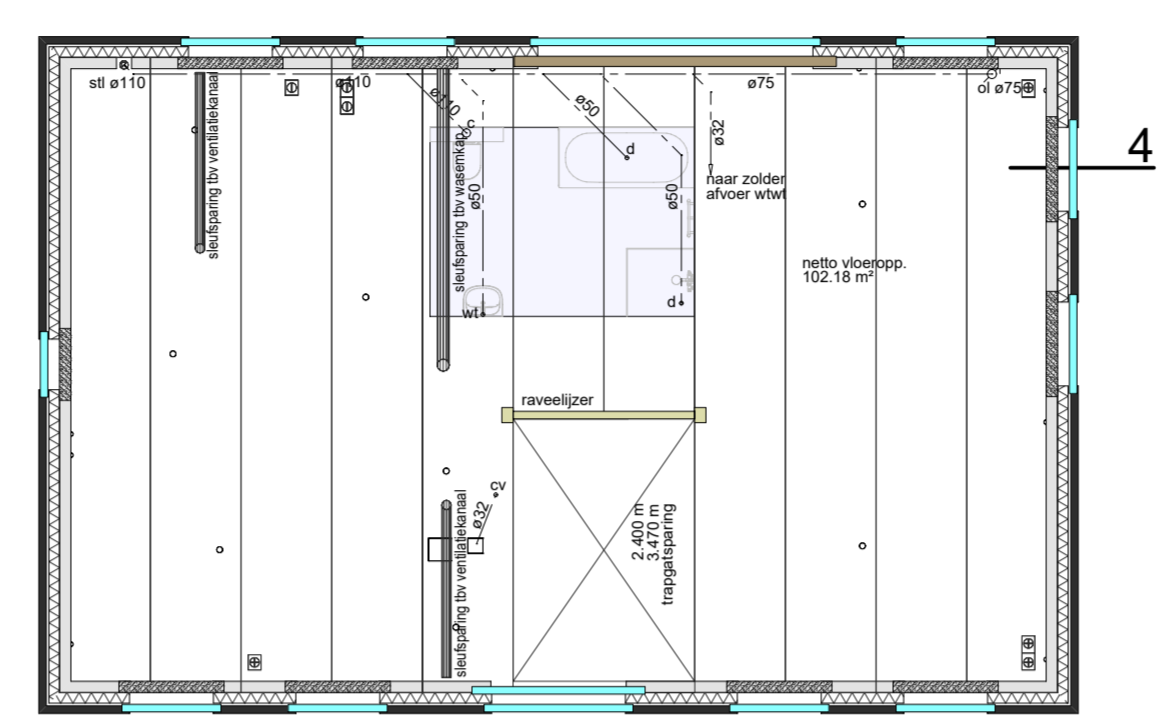 4
stl ø110
ø110
ø110
c
ø50
d
ø75
ol ø75
ø32
naar zolder
afvoer wtwt
sleufsparing tbv ventilatiekanaal
sleufsparing tbv wasemkap
ø50
ø50
netto vloeropp.
102.18 m²
wt
d
raveelijzer
cv
ø32
sleufsparing tbv ventilatiekanaal
2.400 m
3.470 m
trapgatsparing